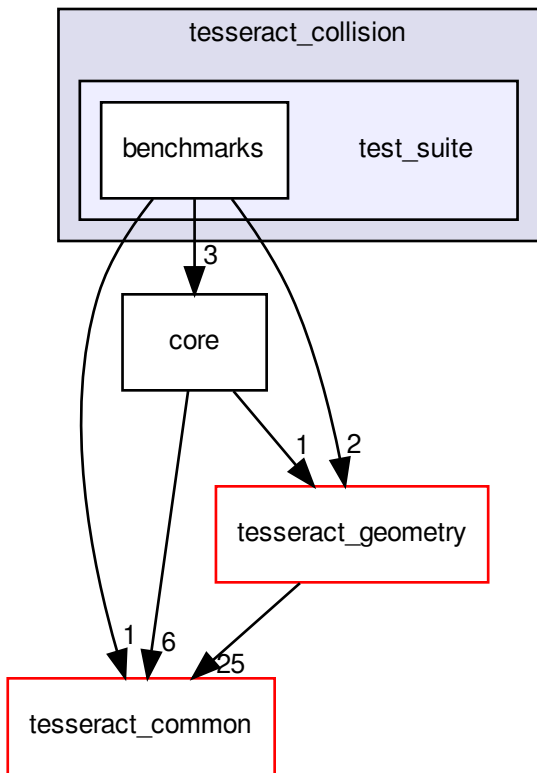 tesseract_collision
benchmarks
test_suite
3
core
1
2
tesseract_geometry
1
6
25
tesseract_common